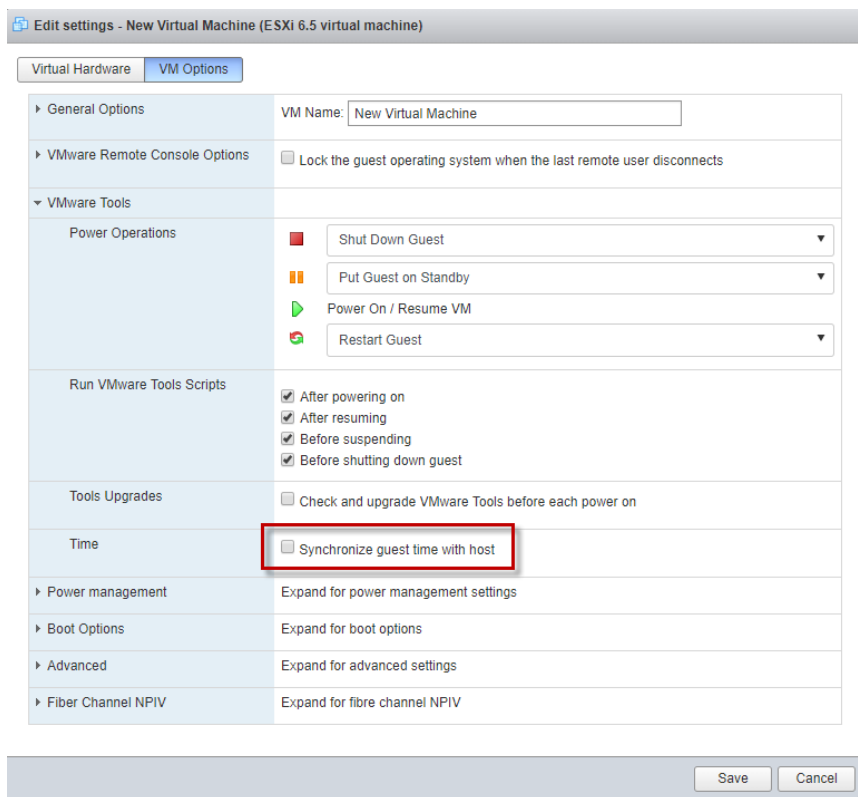 Edit settings - New Virtual Machine (ESXi 6.5 virtual machine)
Virtual Hardware
VM Options
General Options
VM Name: New Virtual Machine
VMware Remote Console Options
Lock the guest operating system when the last remote user disconnects
VMware Tools
Power Operations
Shut Down Guest
Put Guest on Standby
Power On / Resume VM
Restart Guest
Run VMware Tools Scripts
After powering on
After resuming
Before suspending
Before shutting down guest
Tools Upgrades
Check and upgrade VMware Tools before each power on
Time
Synchronize guest time with host
Power management
Expand for power management settings
Boot Options
Expand for boot options
Advanced
Expand for advanced settings
Fiber Channel NPIV
Expand for fibre channel NPIV
Save
Cancel